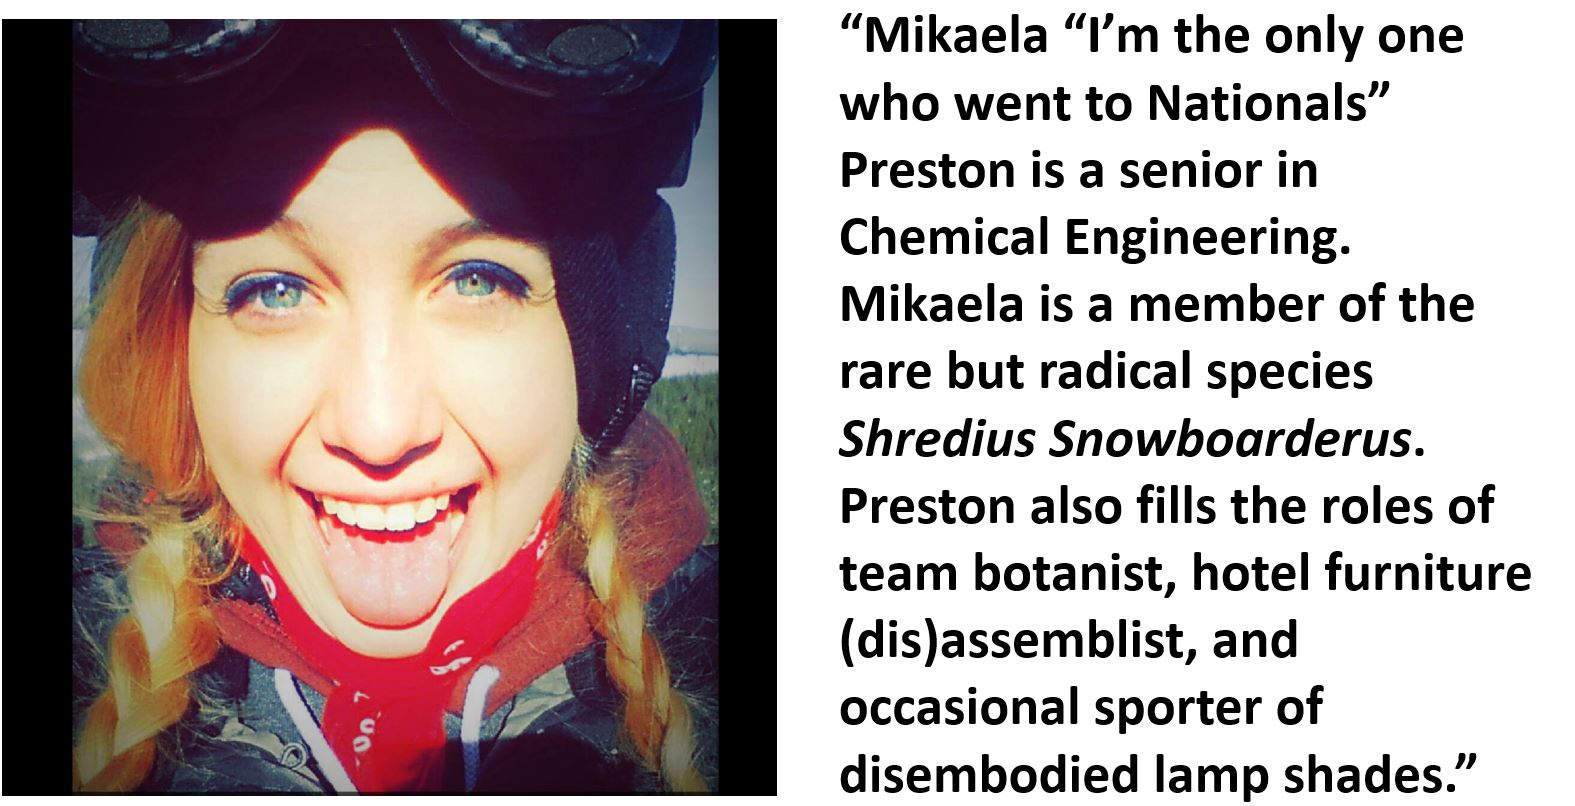 “Mikaela “I’m the only one
who went to Nationals”
Preston is a senior in
Chemical Engineering.
Mikaela is a member of the
rare but radical species
Shredius Snowboarderus.
Preston also fills the roles of
team botanist, hotel furniture
(dis)assemblist, and
occasional sporter of
disembodied lamp shades.”